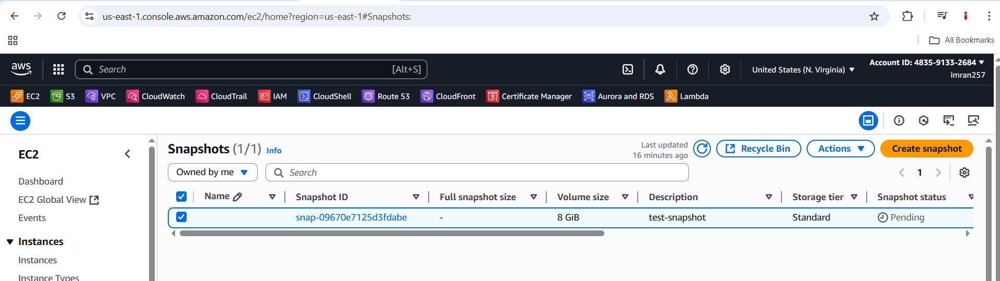 us-east-1.console.aws.amazon.com/ec2/home?region=us-east-1#Snapshots:
All Bookmarks
aws
Search
[Alt+S]
United States (N. Virginia)
Account ID: 4835-9133-2684
imran257
EC2 S3 VPC CloudWatch CloudTrail IAM CloudShell Route 53 CloudFront Certificate Manager Aurora and RDS Lambda
EC2
Dashboard
EC2 Global View
Events
Instances
Instances
Instance Types
Snapshots (1/1) Info
Last updated
16 minutes ago
Recycle Bin
Actions
Create snapshot
Owned by me
Search
1
Name Snapshot ID Full snapshot size Volume size Description Storage tier Snapshot status
snap-09670e7125d3fdabe - 8 GiB test-snapshot Standard Pending